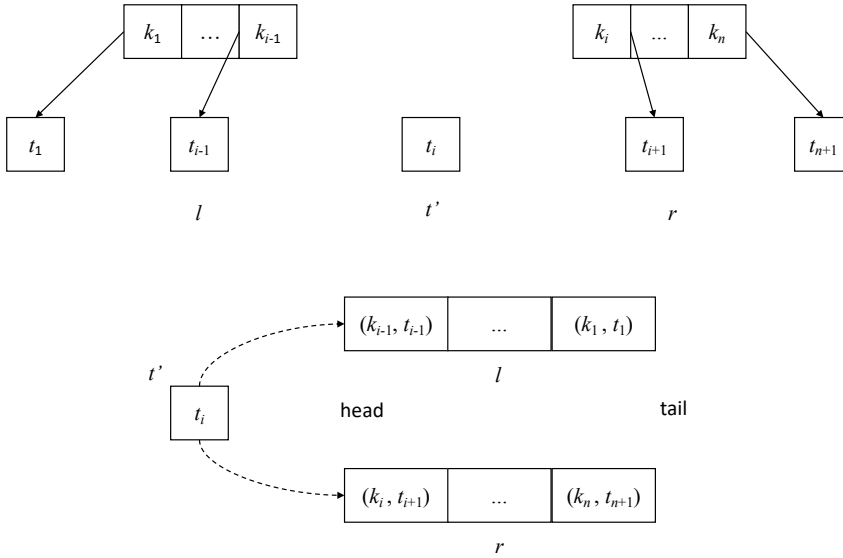 k₁ … kᵢ₋₁ kᵢ ... kₙ
t₁ tᵢ₋₁ tᵢ tᵢ₊₁ tₙ₊₁
l t’ r
(kᵢ₋₁, tᵢ₋₁) ... (k₁ , t₁)
l
t’
tᵢ
head tail
(kᵢ , tᵢ₊₁) ... (kₙ , tₙ₊₁)
r